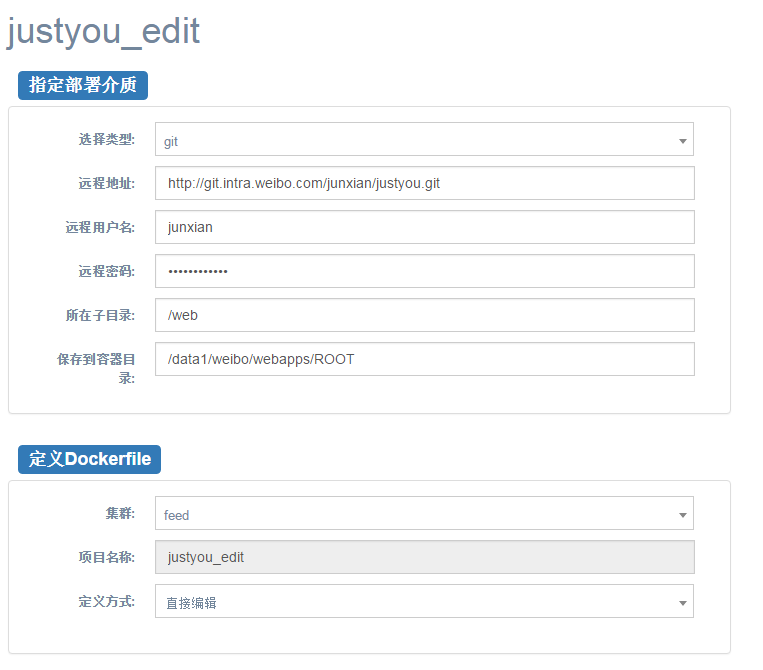 justyou_edit
指定部署介质
选择类型: git
远程地址: http://git.intra.weibo.com/junxian/justyou.git
远程用户名: junxian
远程密码: ••••••••••••
所在子目录: /web
保存到容器目 /data1/weibo/webapps/ROOT
录:
定义Dockerfile
集群: feed
项目名称: justyou_edit
定义方式: 直接编辑